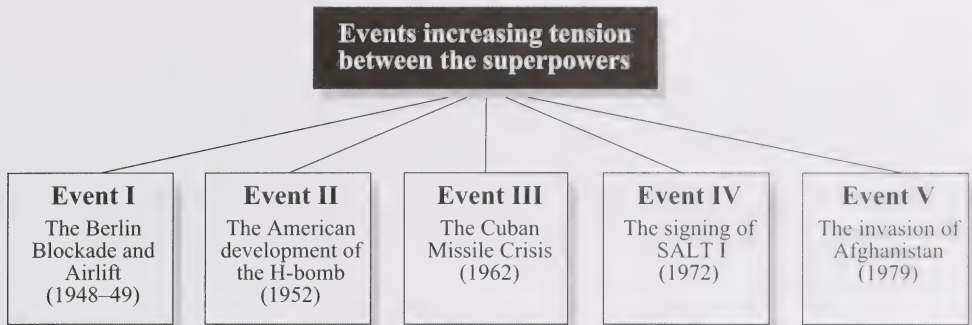 Events increasing tension
between the superpowers
Event I
The Berlin
Blockade and
Airlift
(1948–49)
Event II
The American
development of
the H-bomb
(1952)
Event III
The Cuban
Missile Crisis
(1962)
Event IV
The signing of
SALT I
(1972)
Event V
The invasion of
Afghanistan
(1979)